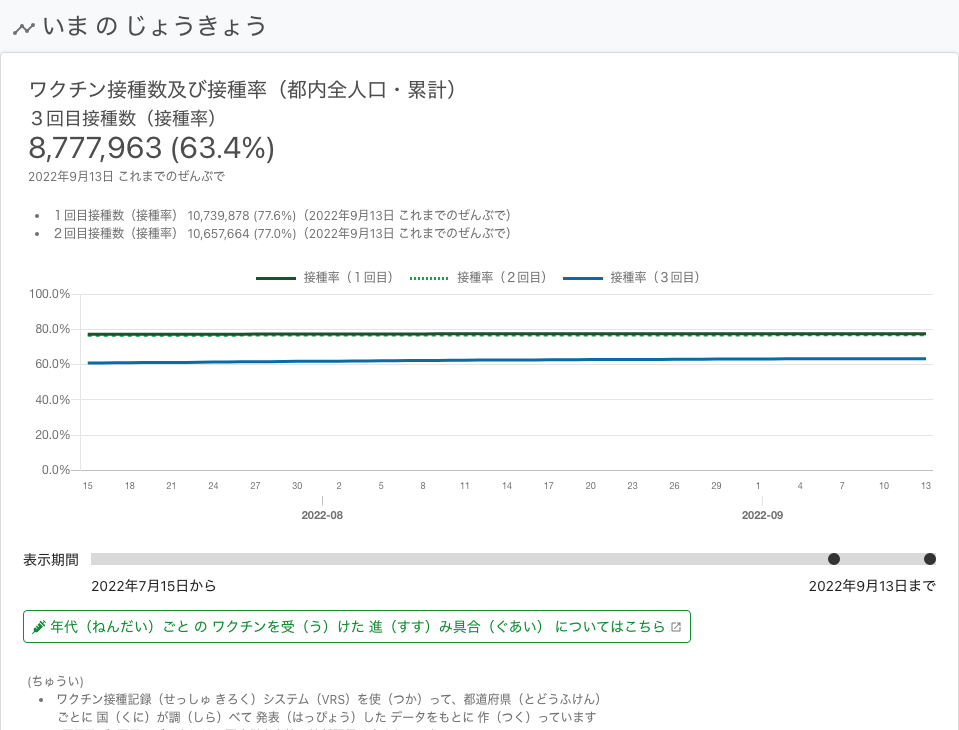 いま の じょうきょう
ワクチン接種数及び接種率（都内全人口・累計）
３回目接種数（接種率）
8,777,963 (63.4%)
2022年9月13日 これまでのぜんぶで
• １回目接種数（接種率） 10,739,878 (77.6%)（2022年9月13日 これまでのぜんぶで）
• ２回目接種数（接種率） 10,657,664 (77.0%)（2022年9月13日 これまでのぜんぶで）
接種率（１回目） 接種率（２回目） 接種率（３回目）
100.0%
80.0%
60.0%
40.0%
20.0%
0.0%
15 18 21 24 27 30 2 5 8 11 14 17 20 23 26 29 1 4 7 10 13
2022-08 2022-09
表示期間
2022年7月15日から 2022年9月13日まで
年代（ねんだい）ごと の ワクチンを受（う）けた 進（すす）み具合（ぐあい） についてはこちら
(ちゅうい)
• ワクチン接種記録（せっしゅ きろく）システム（VRS）を使（つか）って、都道府県（とどうふけん）
ごとに 国（くに）が調（しら）べて 発表（はっぴょう）した データをもとに 作（つく）っています